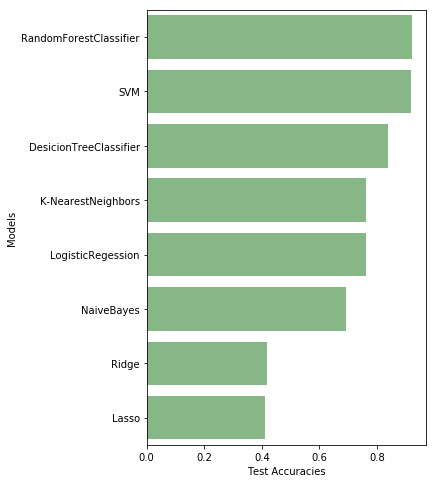 RandomForestClassifier
SVM
DesicionTreeClassifier
K-NearestNeighbors
LogisticRegession
NaiveBayes
Ridge
Lasso
Models
0.0 0.2 0.4 0.6 0.8
Test Accuracies